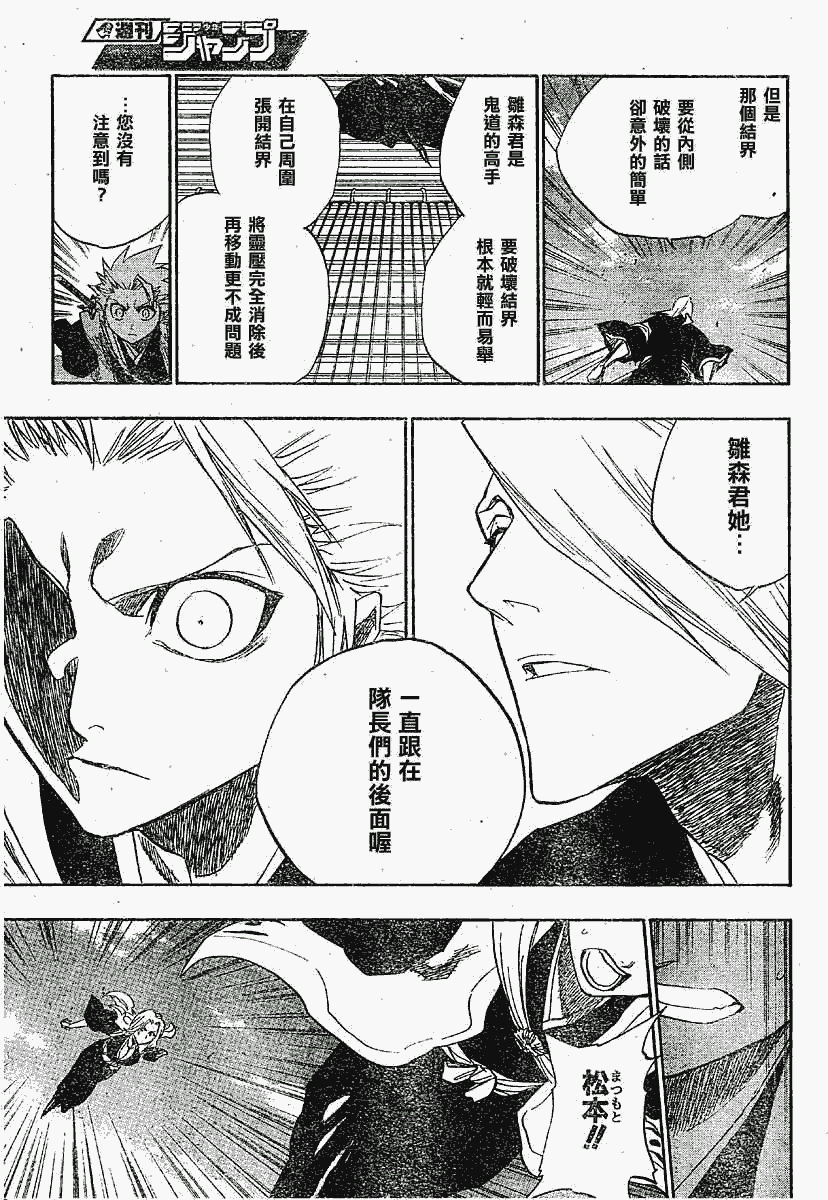 週刊
少年
ジャンプ
但是
那個結界
要從內側
破壞的話
卻意外的簡單
雛森君是
鬼道的高手
要破壞結界
根本就輕而易舉
在自己周圍
張開結界
將靈壓完全消除後
再移動更不成問題
…您沒有
注意到嗎？
雛森君她…
一直跟在
隊長們的後面喔
まつもと
松本!!